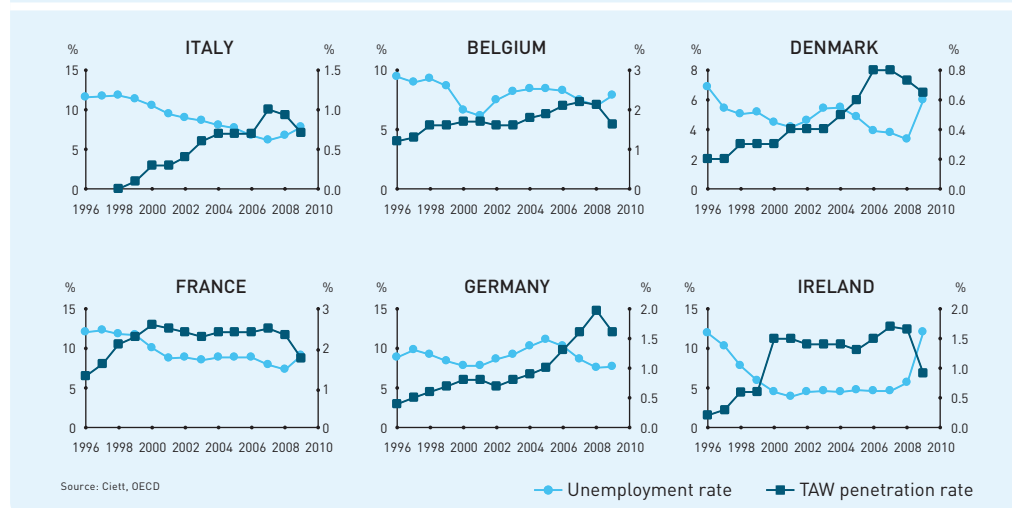 ITALY
% %
15 1.5
10 1.0
5 0.5
0 0.0
1996 1998 2000 2002 2004 2006 2008 2010
BELGIUM
% %
10 3
2
5
1
0 0
1996 1998 2000 2002 2004 2006 2008 2010
DENMARK
% %
8 0.8
6 0.6
4 0.4
2 0.2
0 0.0
1996 1998 2000 2002 2004 2006 2008 2010
FRANCE
% %
15 3
10 2
5 1
0 0
1996 1998 2000 2002 2004 2006 2008 2010
GERMANY
% %
15 2.0
1.5
10
1.0
5 0.5
0 0.0
1996 1998 2000 2002 2004 2006 2008 2010
IRELAND
% %
15 2.0
1.5
10
1.0
5 0.5
0 0.0
1996 1998 2000 2002 2004 2006 2008 2010
Source: Ciett, OECD
Unemployment rate TAW penetration rate